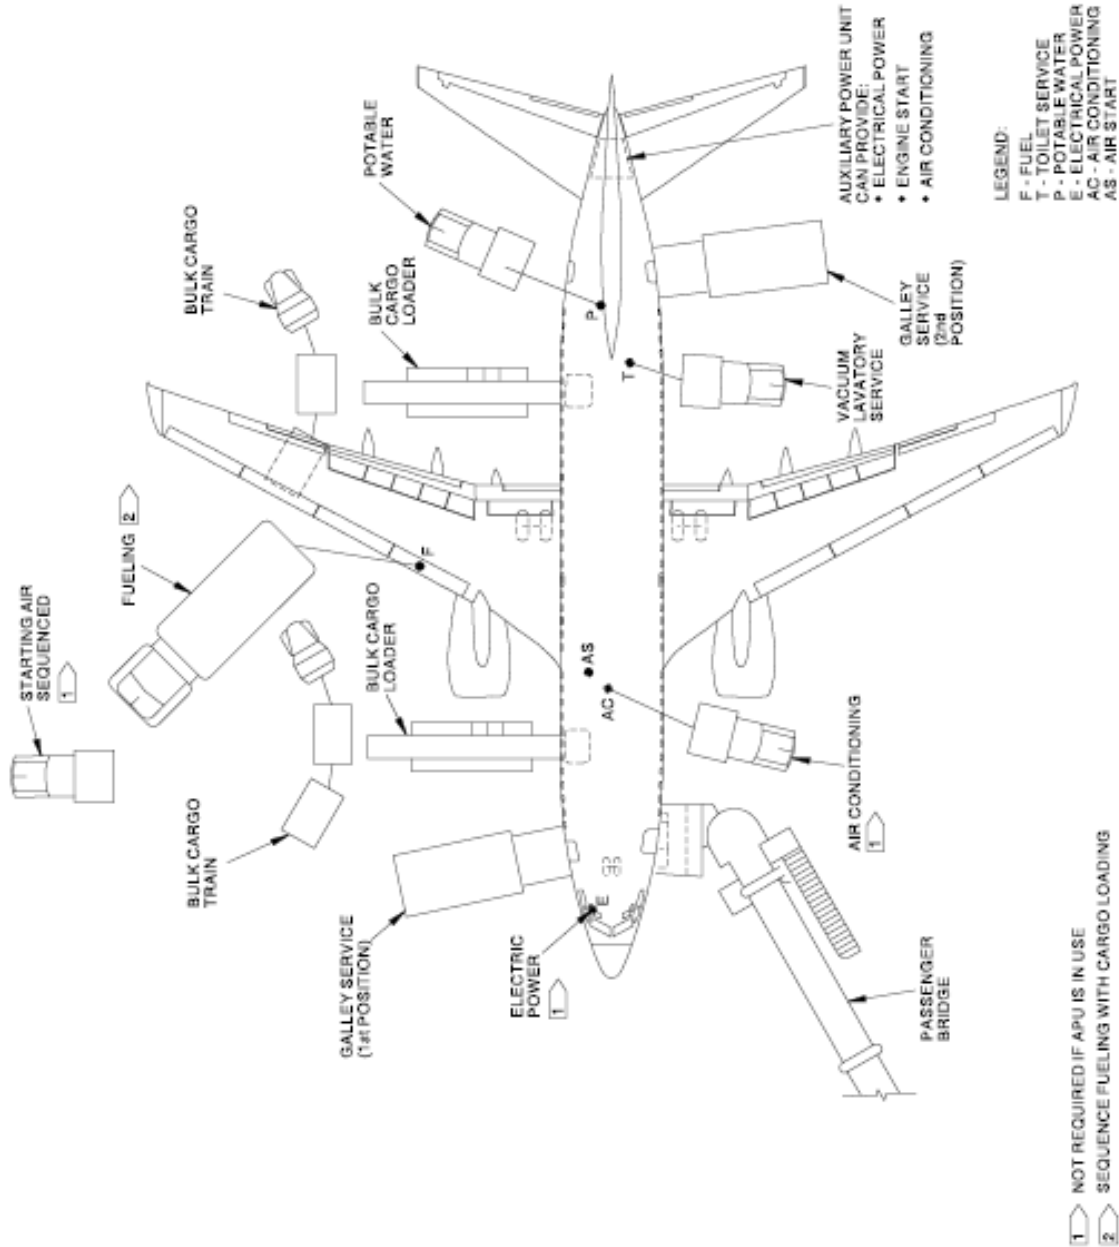 STARTING AIR
SEQUENCED
1
FUELING 2
BULK CARGO
TRAIN
BULK CARGO
TRAIN
BULK CARGO
LOADER
BULK
CARGO
LOADER
POTABLE
WATER
GALLEY SERVICE
(1st POSITION)
ELECTRIC
POWER
1
E
AC
AS
F
T
P
PASSENGER
BRIDGE
AIR CONDITIONING
1
VACUUM
LAVATORY
SERVICE
GALLEY
SERVICE
(2nd
POSITION)
AUXILIARY POWER UNIT
CAN PROVIDE:
• ELECTRICAL POWER
• ENGINE START
• AIR CONDITIONING
LEGEND:
F - FUEL
T - TOILET SERVICE
P - POTABLE WATER
E - ELECTRICAL POWER
AC - AIR CONDITIONING
AS - AIR START
1 NOT REQUIRED IF APU IS IN USE
2 SEQUENCE FUELING WITH CARGO LOADING